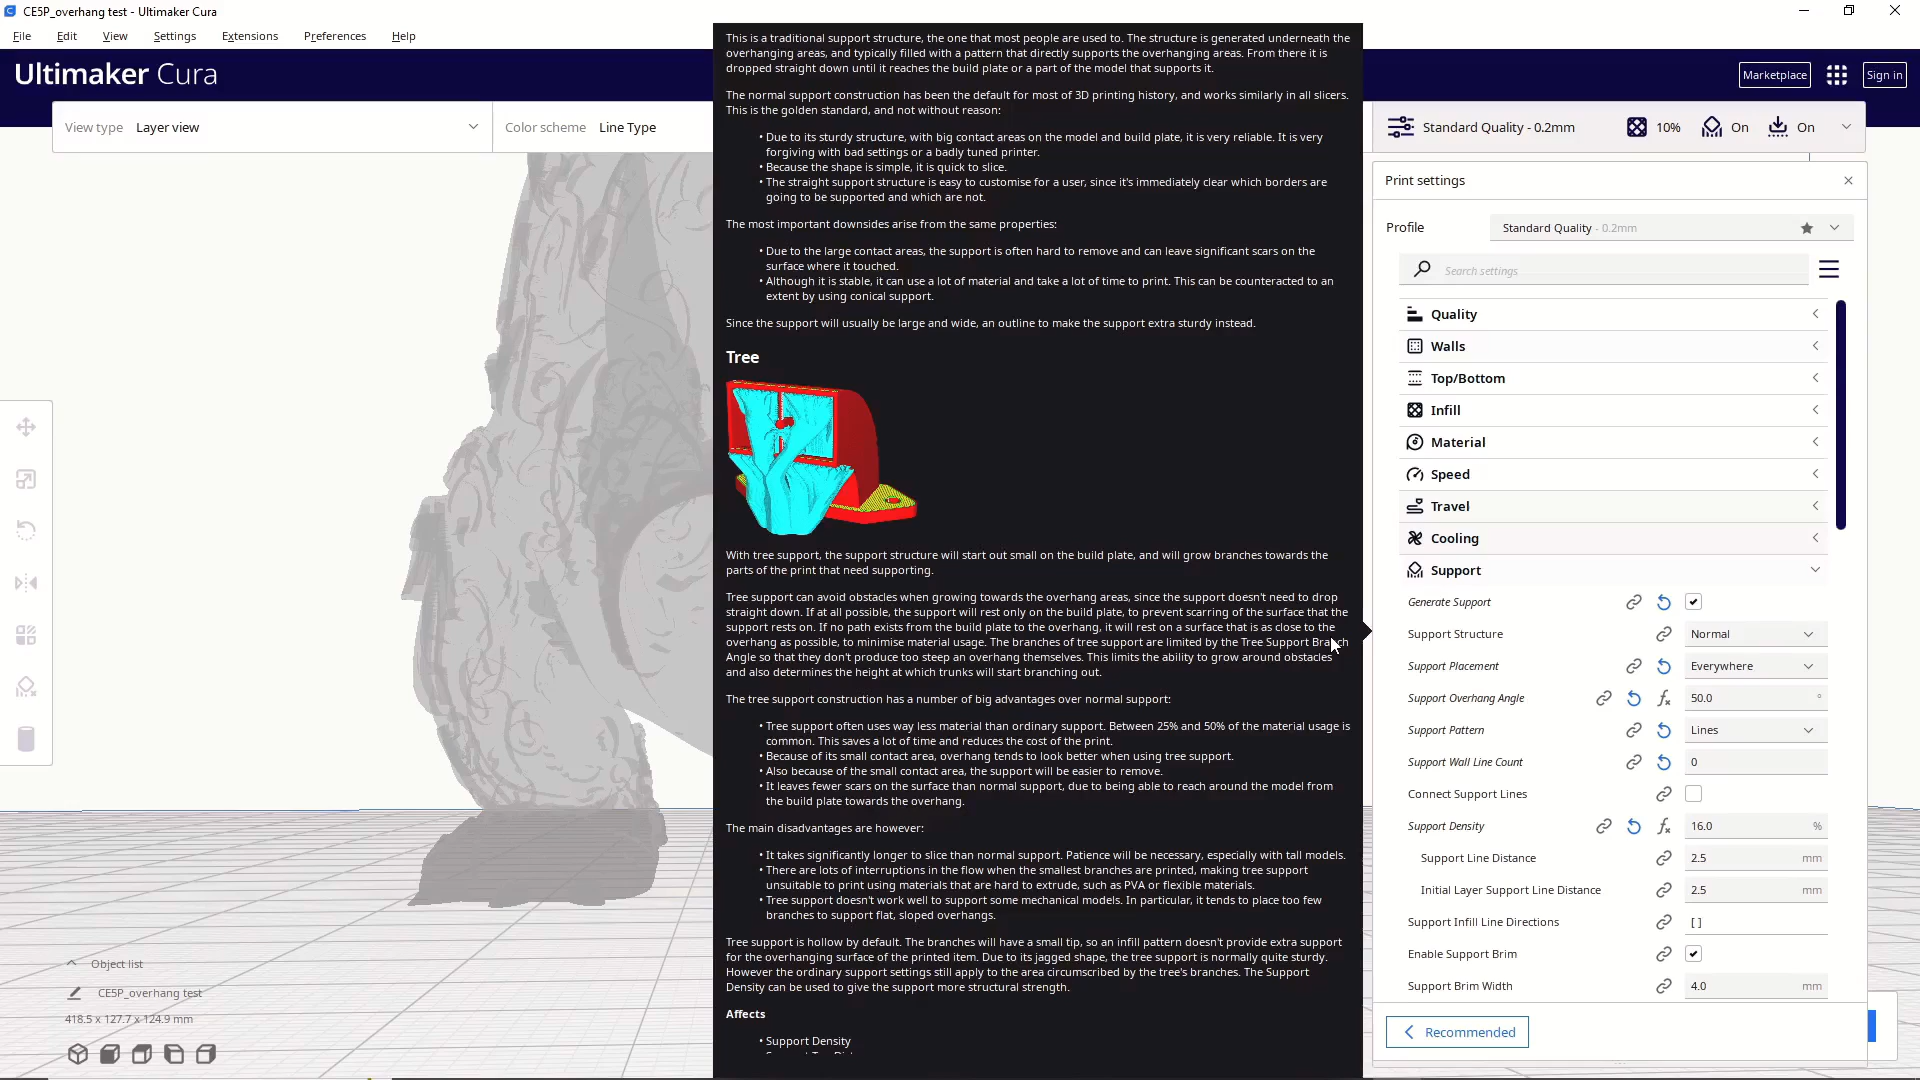 CE5P_overhang test - Ultimaker Cura
File Edit View Settings Extensions Preferences Help
Ultimaker Cura
Marketplace
Sign in
View type Layer view
Color scheme Line Type
Standard Quality - 0.2mm 10% On On
This is a traditional support structure, the one that most people are used to. The structure is generated underneath the
overhanging areas, and typically filled with a pattern that directly supports the overhanging areas. From there it is
dropped straight down until it reaches the build plate or a part of the model that supports it.
The normal support construction has been the default for most of 3D printing history, and works similarly in all slicers.
This is the golden standard, and not without reason:
• Due to its sturdy structure, with big contact areas on the model and build plate, it is very reliable. It is very
forgiving with bad settings or a badly tuned printer.
• Because the shape is simple, it is quick to slice.
• The straight support structure is easy to customise for a user, since it's immediately clear which borders are
going to be supported and which are not.
The most important downsides arise from the same properties:
• Due to the large contact areas, the support is often hard to remove and can leave significant scars on the
surface where it touched.
• Although it is stable, it can use a lot of material and take a lot of time to print. This can be counteracted to an
extent by using conical support.
Since the support will usually be large and wide, an outline to make the support extra sturdy instead.
Tree
With tree support, the support structure will start out small on the build plate, and will grow branches towards the
parts of the print that need supporting.
Tree support can avoid obstacles when growing towards the overhang areas, since the support doesn't need to drop
straight down. If at all possible, the support will rest only on the build plate, to prevent scarring of the surface that the
support rests on. If no path exists from the build plate to the overhang, it will rest on a surface that is as close to the
overhang as possible, to minimise material usage. The branches of tree support are limited by the Tree Support Branch
Angle so that they don't produce too steep an overhang themselves. This limits the ability to grow around obstacles
and also determines the height at which trunks will start branching out.
The tree support construction has a number of big advantages over normal support:
• Tree support often uses way less material than ordinary support. Between 25% and 50% of the material usage is
common. This saves a lot of time and reduces the cost of the print.
• Because of its small contact area, overhang tends to look better when using tree support.
• Also because of the small contact area, the support will be easier to remove.
• It leaves fewer scars on the surface than normal support, due to being able to reach around the model from
the build plate towards the overhang.
The main disadvantages are however:
• It takes significantly longer to slice than normal support. Patience will be necessary, especially with tall models.
• There are lots of interruptions in the flow when the smallest branches are printed, making tree support
unsuitable to print using materials that are hard to extrude, such as PVA or flexible materials.
• Tree support doesn't work well to support some mechanical models. In particular, it tends to place too few
branches to support flat, sloped overhangs.
Tree support is hollow by default. The branches will have a small tip, so an infill pattern doesn't provide extra support
for the overhanging surface of the printed item. Due to its jagged shape, the tree support is normally quite sturdy.
However the ordinary support settings still apply to the area circumscribed by the tree's branches. The Support
Density can be used to give the support more structural strength.
Affects
• Support Density
Print settings
Profile Standard Quality - 0.2mm
Search settings
Quality
Walls
Top/Bottom
Infill
Material
Speed
Travel
Cooling
Support
Generate Support
Support Structure Normal
Support Placement Everywhere
Support Overhang Angle 50.0 °
Support Pattern Lines
Support Wall Line Count 0
Connect Support Lines
Support Density 16.0 %
Support Line Distance 2.5 mm
Initial Layer Support Line Distance 2.5 mm
Support Infill Line Directions [ ]
Enable Support Brim
Support Brim Width 4.0 mm
Recommended
Object list
CE5P_overhang test
418.5 x 127.7 x 124.9 mm